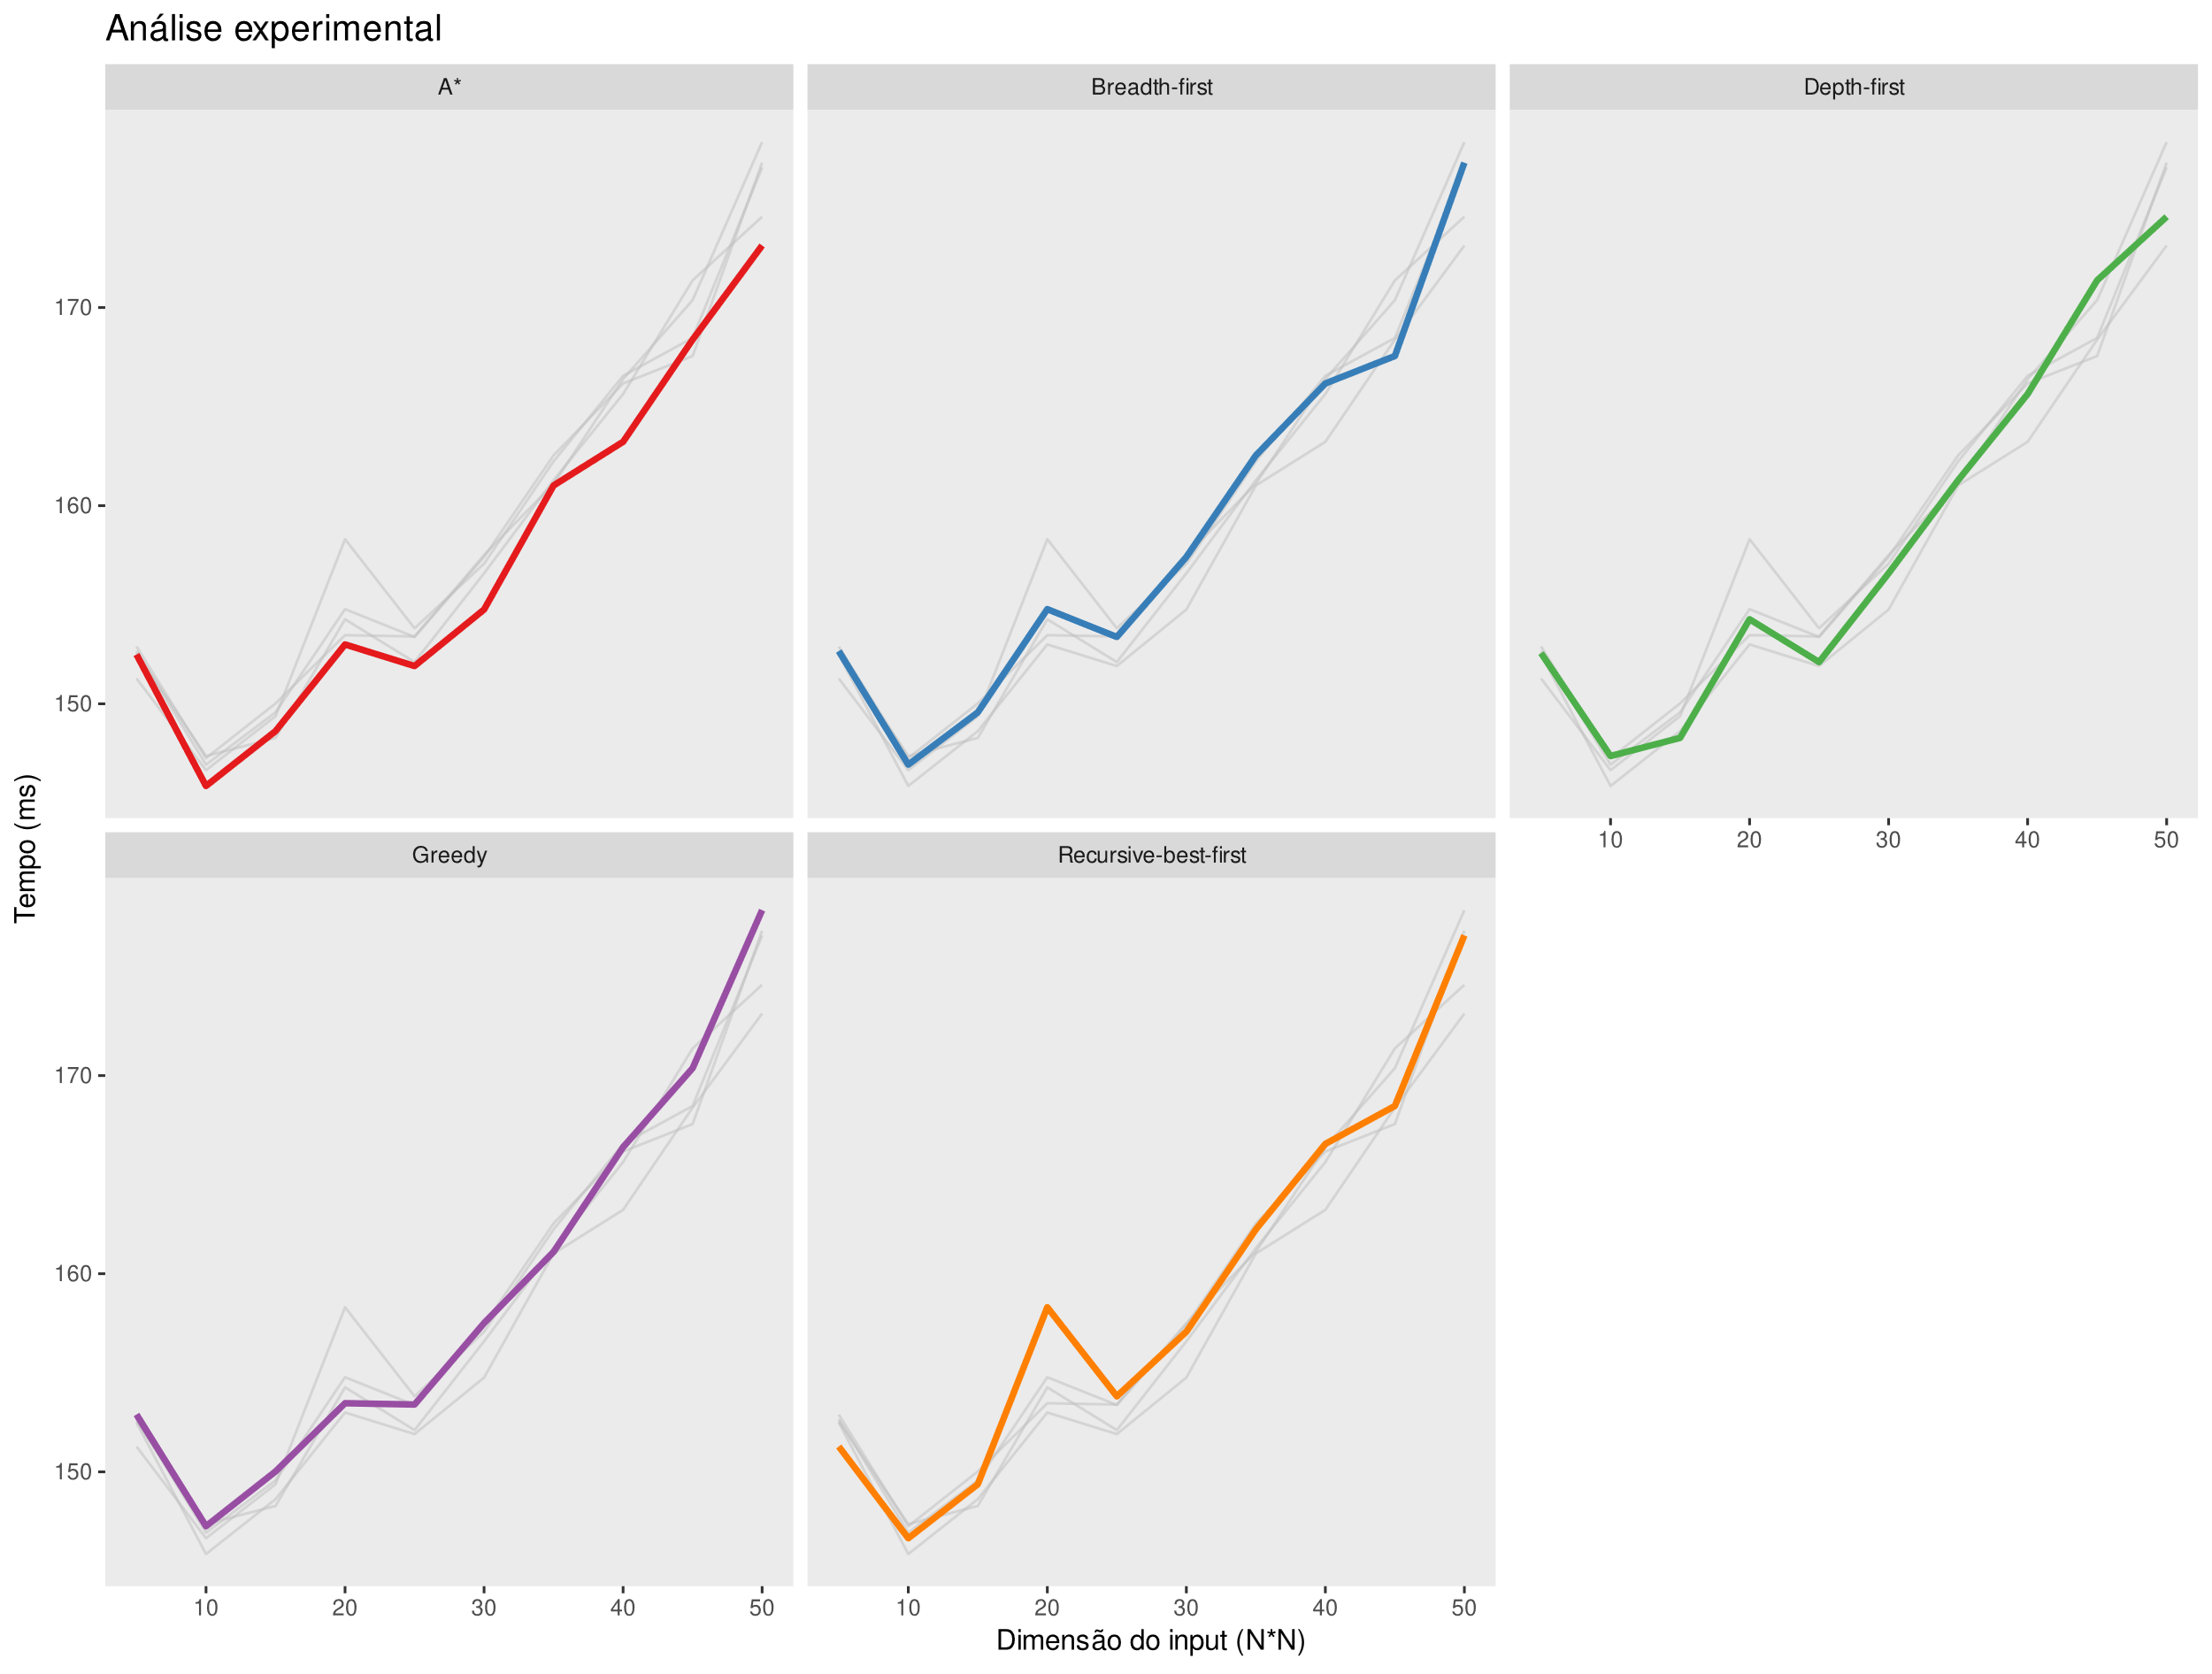 Análise experimental
A*
Breadth-first
Depth-first
170
160
150
10 20 30 40 50
Greedy
Recursive-best-first
170
160
150
10 20 30 40 50
10 20 30 40 50
Tempo (ms)
Dimensão do input (N*N)